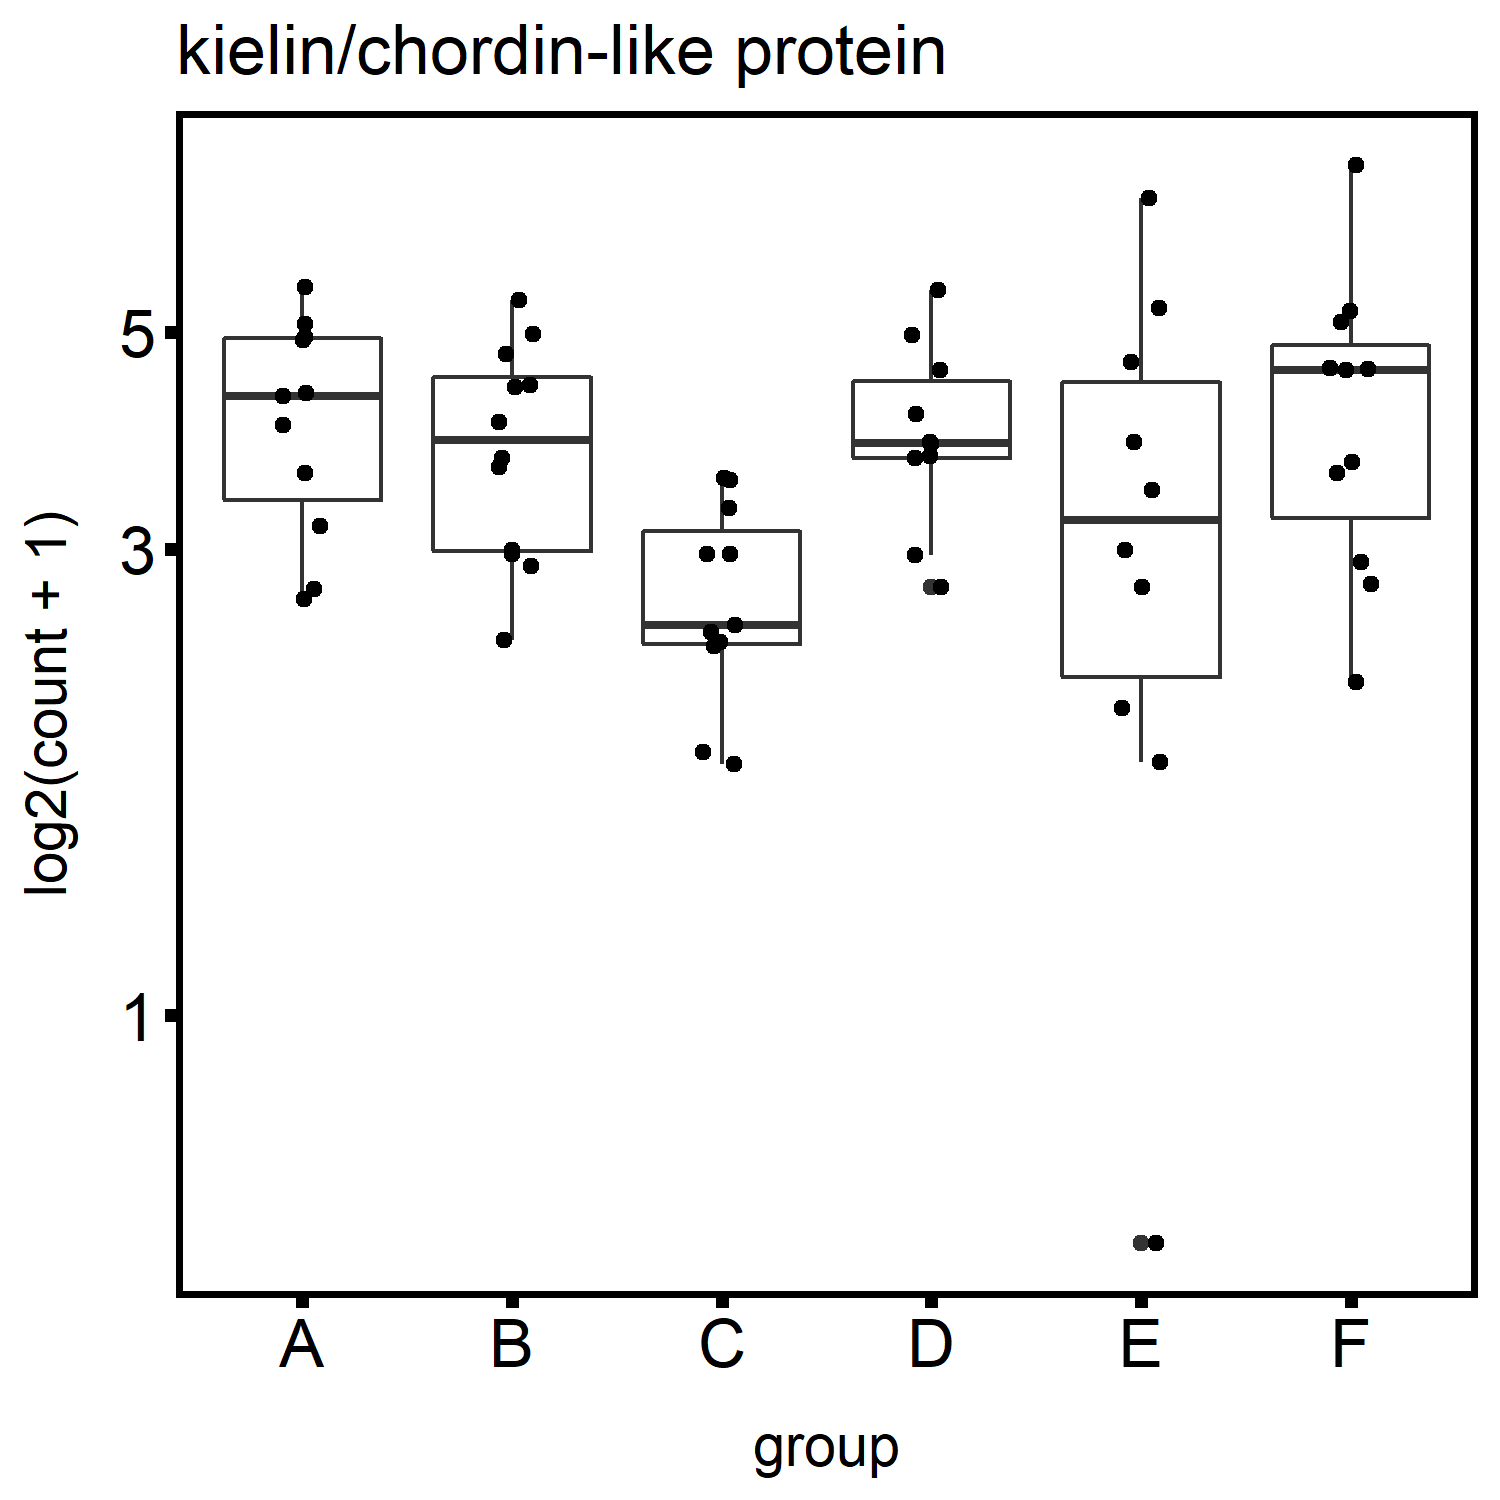 kielin/chordin-like protein
log2(count + 1)
5
3
1
A B C D E F
group